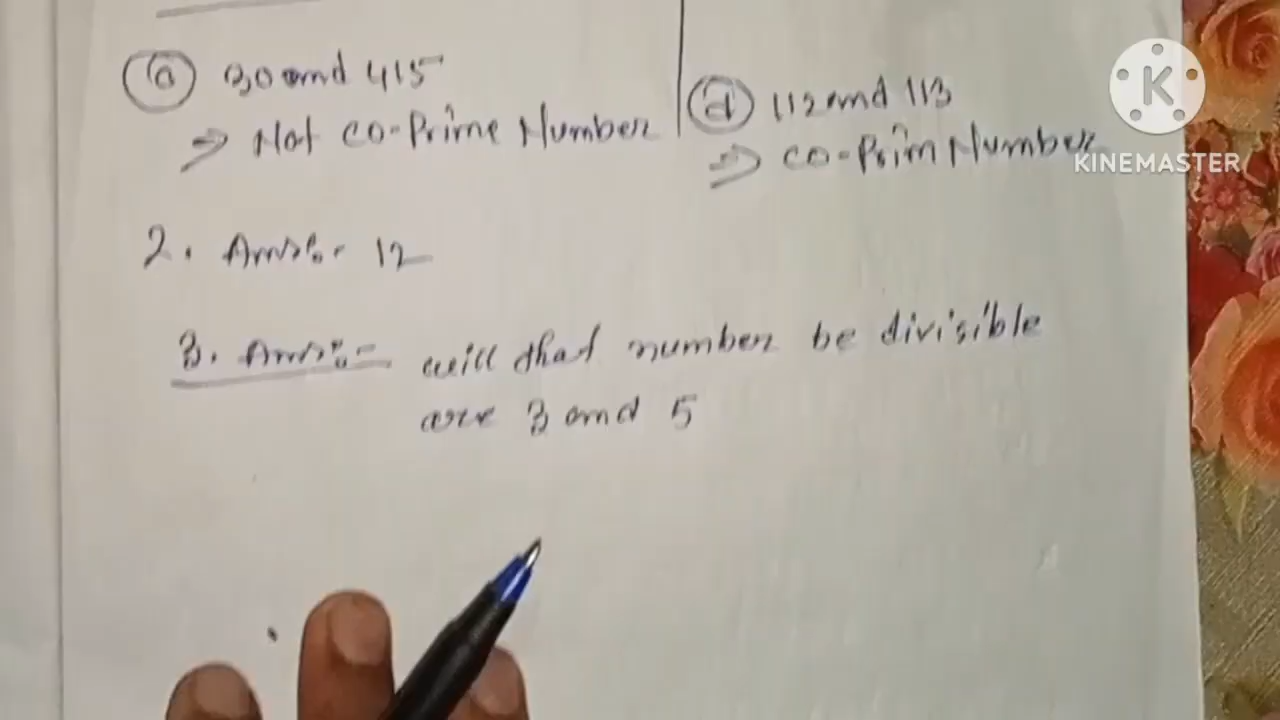 a 30 and 415
⇒ Not co-Prime Number
d 112 and 113
⇒ co-Prim Number
KINEMASTER
2. Ans:- 12
3. Ans:- will that number be divisible
are 3 and 5